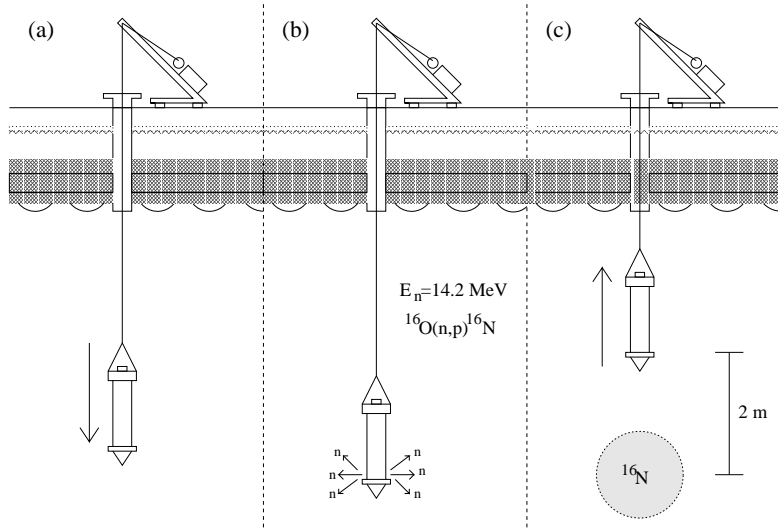 (a)
(b)
(c)
E_n=14.2 MeV
¹⁶O(n,p)¹⁶N
2 m
n n
n n
n n
¹⁶N